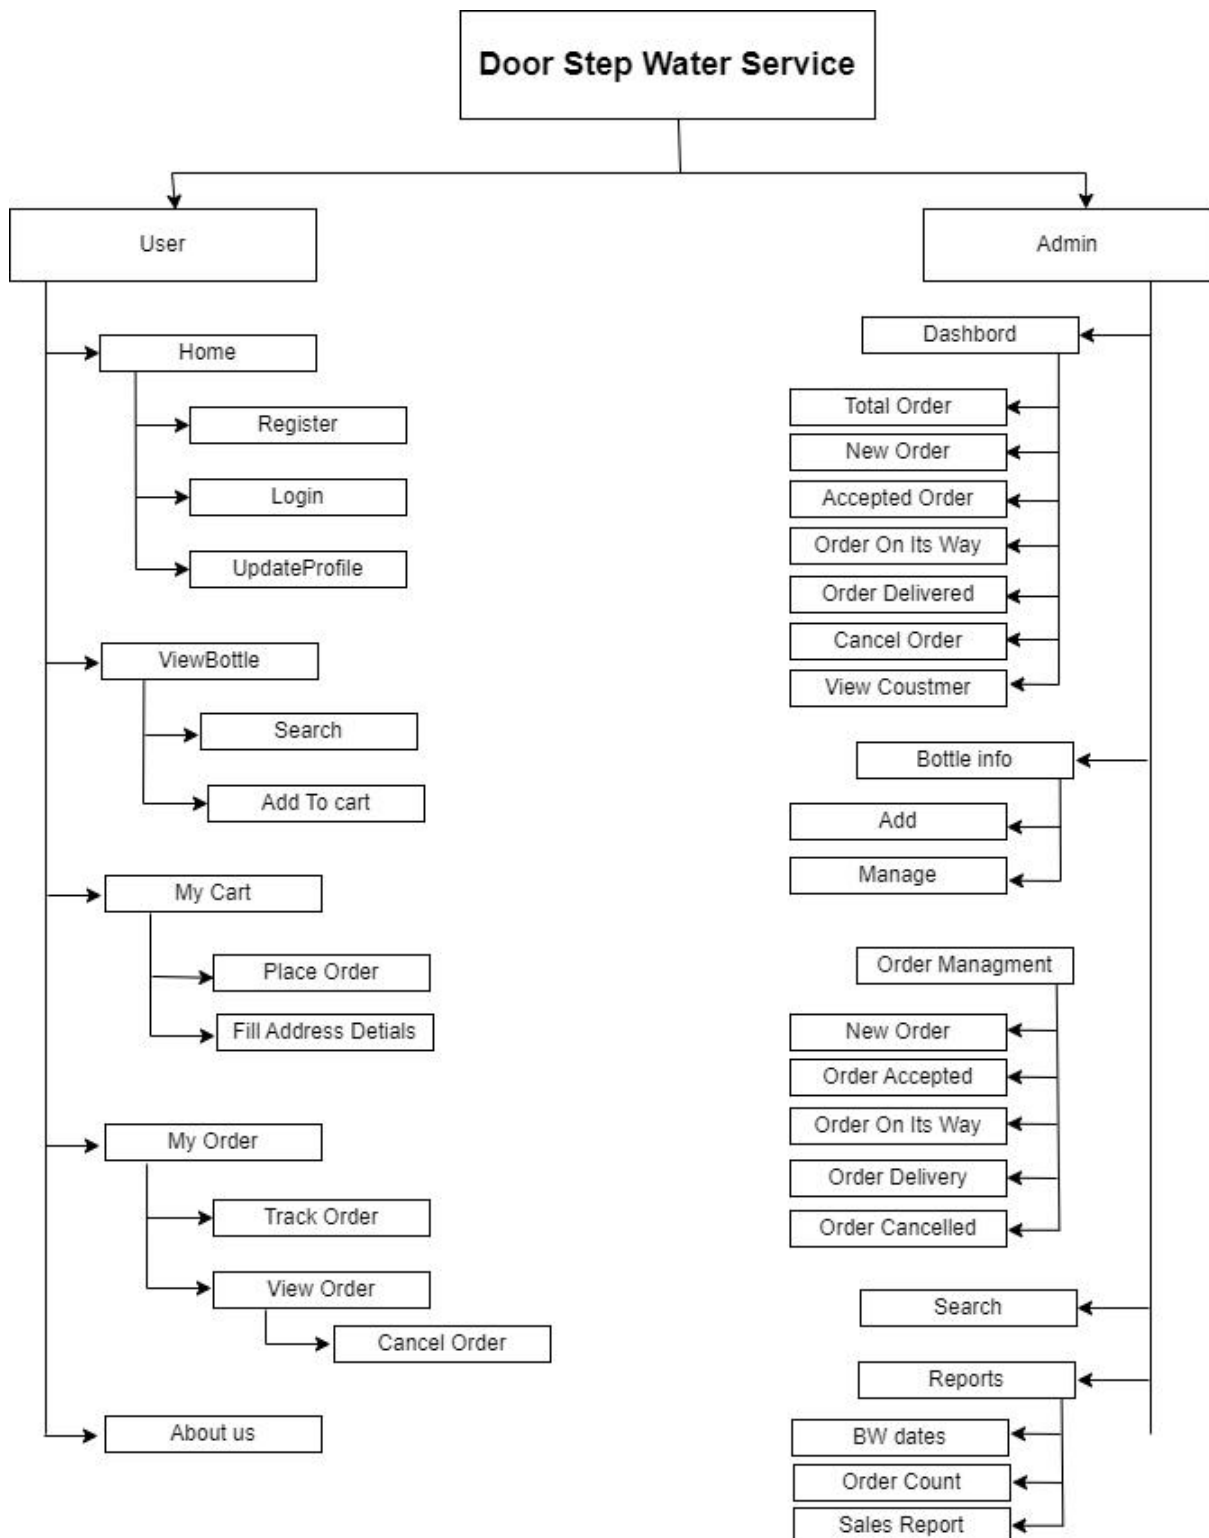 Door Step Water Service
User
Home
Register
Login
UpdateProfile
ViewBottle
Search
Add To cart
My Cart
Place Order
Fill Address Detials
My Order
Track Order
View Order
Cancel Order
About us
Admin
Dashbord
Total Order
New Order
Accepted Order
Order On Its Way
Order Delivered
Cancel Order
View Coustmer
Bottle info
Add
Manage
Order Managment
New Order
Order Accepted
Order On Its Way
Order Delivery
Order Cancelled
Search
Reports
BW dates
Order Count
Sales Report